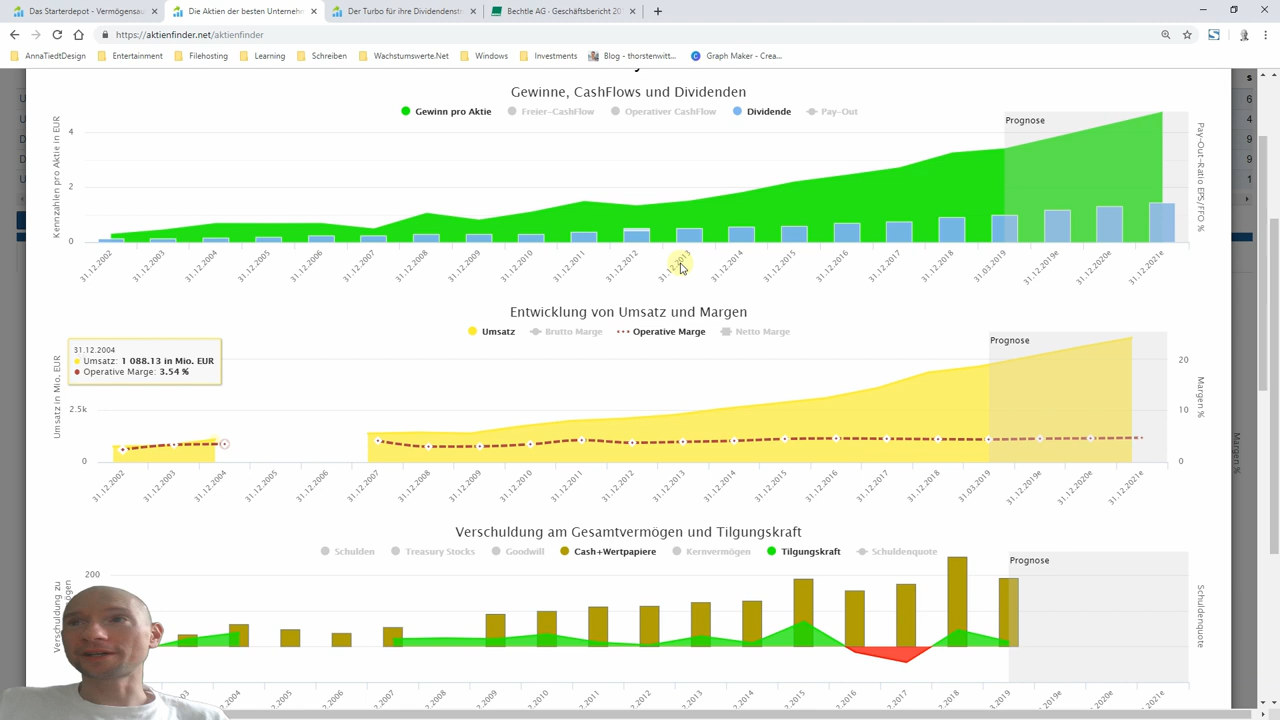 Das Starterdepot - Vermögensau
Die Aktien der besten Unterneh
Der Turbo für ihre Dividendenst
Bechtle AG - Geschäftsbericht 20
https://aktienfinder.net/aktienfinder
AnnaTiedtDesign
Entertainment
Filehosting
Learning
Schreiben
Wachstumswerte.Net
Windows
Investments
Blog - thorstenwitt...
Graph Maker - Crea...
Gewinne, CashFlows und Dividenden
Gewinn pro Aktie
Freier-CashFlow
Operativer CashFlow
Dividende
Pay-Out
Kennzahlen pro Aktie in EUR
4
2
0
Prognose
Pay-Out-Ratio EPS/FFO %
31.12.2002
31.12.2003
31.12.2004
31.12.2005
31.12.2006
31.12.2007
31.12.2008
31.12.2009
31.12.2010
31.12.2011
31.12.2012
31.12.2013
31.12.2014
31.12.2015
31.12.2016
31.12.2017
31.12.2018
31.03.2019
31.12.2019e
31.12.2020e
31.12.2021e
Entwicklung von Umsatz und Margen
Umsatz
Brutto Marge
Operative Marge
Netto Marge
31.12.2004
Umsatz: 1 088.13 in Mio. EUR
Operative Marge: 3.54 %
Umsatz in Mio. EUR
2.5k
0
Prognose
20
10
0
Margen %
Margen %
31.12.2002
31.12.2003
31.12.2004
31.12.2005
31.12.2006
31.12.2007
31.12.2008
31.12.2009
31.12.2010
31.12.2011
31.12.2012
31.12.2013
31.12.2014
31.12.2015
31.12.2016
31.12.2017
31.12.2018
31.03.2019
31.12.2019e
31.12.2020e
31.12.2021e
Verschuldung am Gesamtvermögen und Tilgungskraft
Schulden
Treasury Stocks
Goodwill
Cash+Wertpapiere
Kernvermögen
Tilgungskraft
Schuldenquote
Verschuldung zu
200
Prognose
Schuldenquote
$
6
4
9
9
1